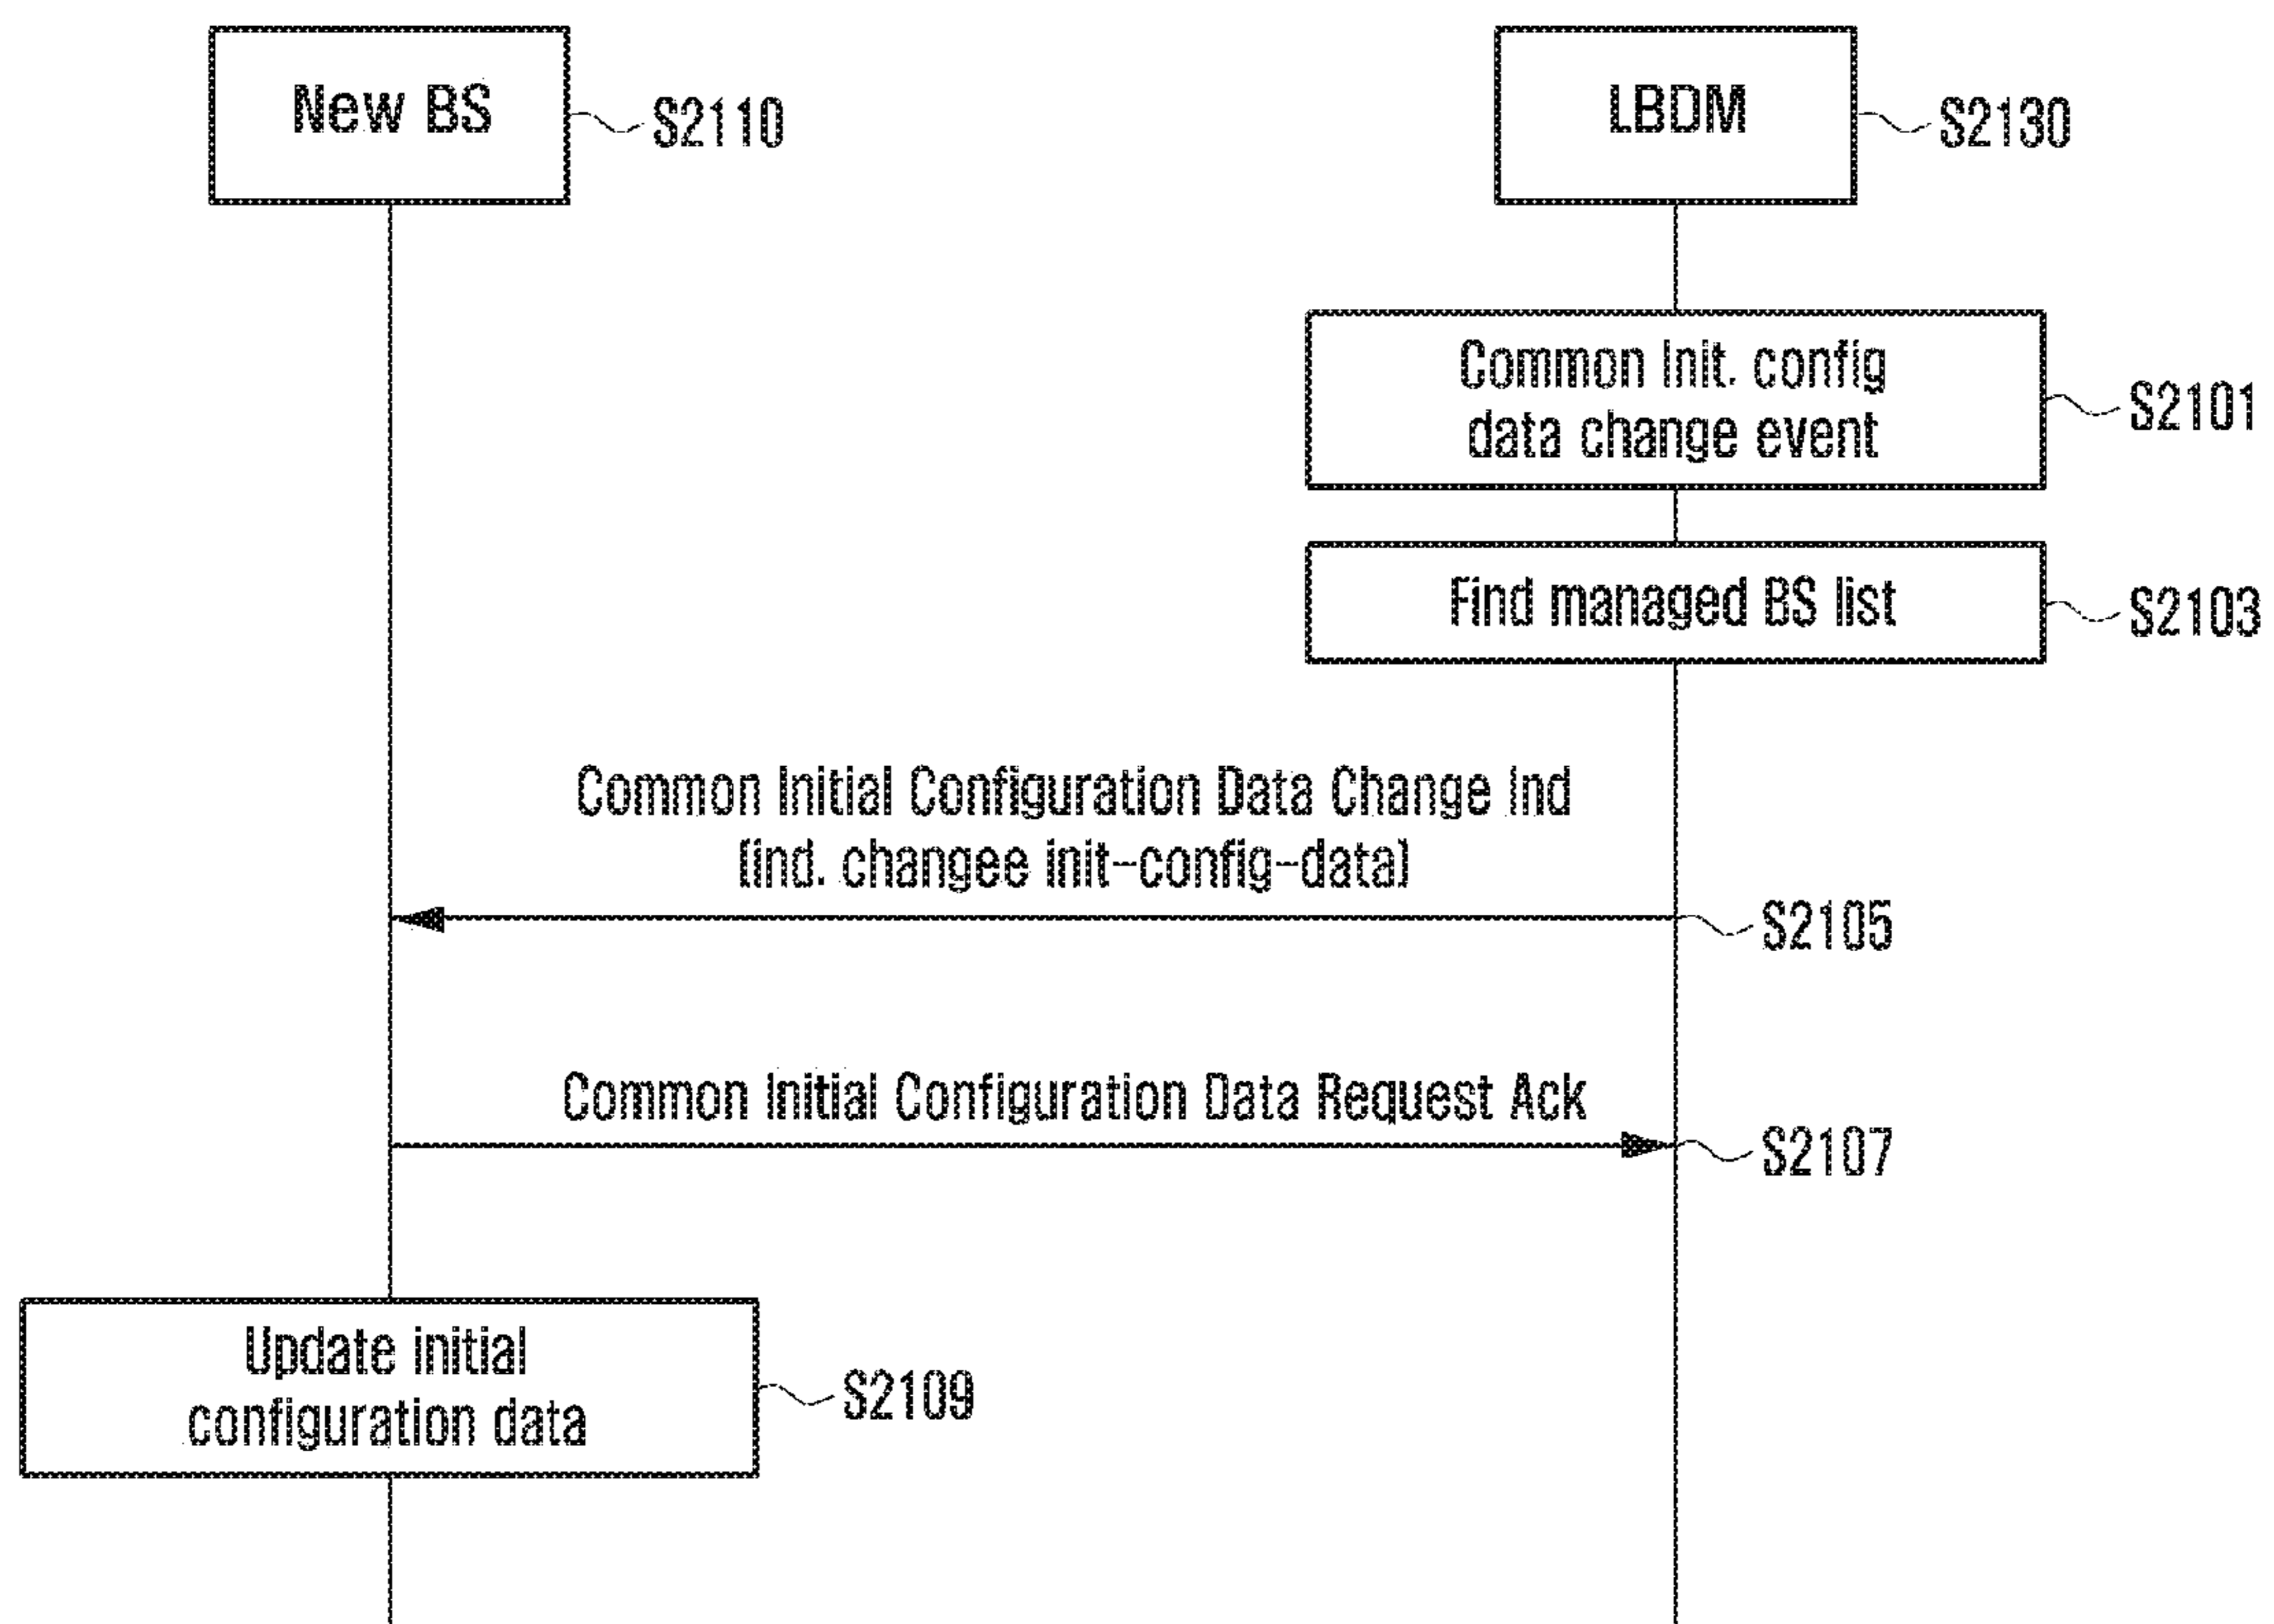 New BS
S2110
LBDM
S2130
Common Init. config
data change event
S2101
Find managed BS list
S2103
Common Initial Configuration Data Change Ind
(ind. changee init-config-data)
S2105
Common Initial Configuration Data Request Ack
S2107
Update initial
configuration data
S2109